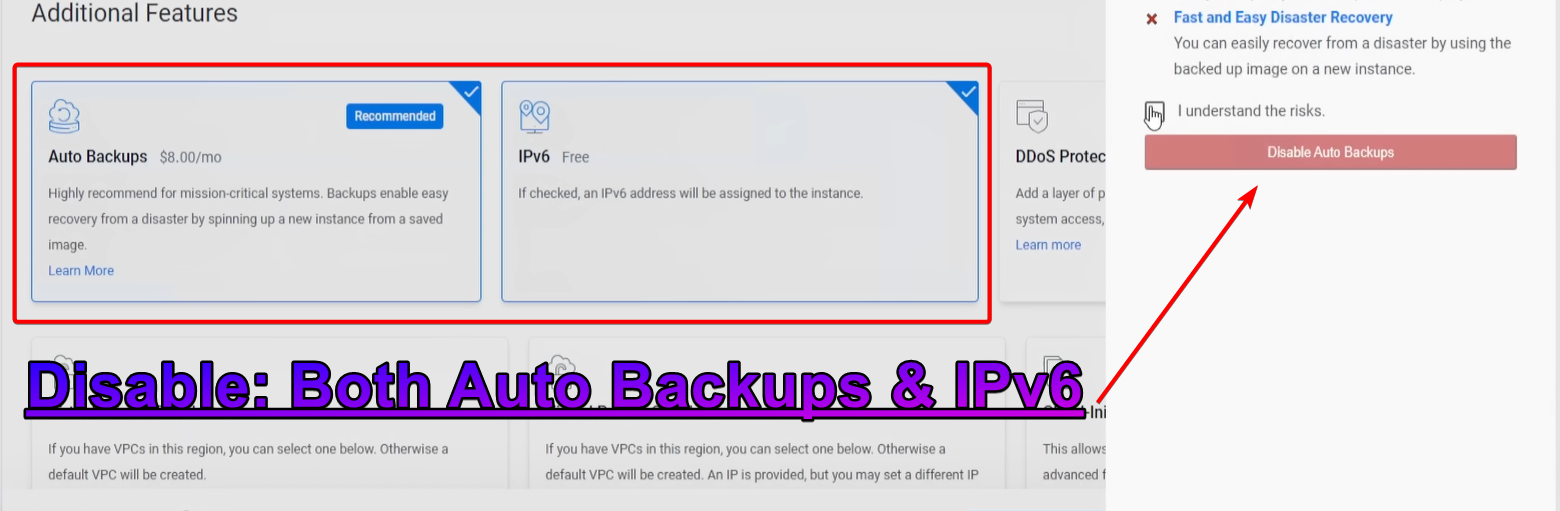 Additional Features
Auto Backups $8.00/mo
Recommended
Highly recommend for mission-critical systems. Backups enable easy
recovery from a disaster by spinning up a new instance from a saved
image.
Learn More
IPv6 Free
If checked, an IPv6 address will be assigned to the instance.
DDoS Protec
Add a layer of p
system access,
Learn more
Disable: Both Auto Backups & IPv6
If you have VPCs in this region, you can select one below. Otherwise a
default VPC will be created.
If you have VPCs in this region, you can select one below. Otherwise a
default VPC will be created. An IP is provided, but you may set a different IP
-Ini
This allows
advanced f
Fast and Easy Disaster Recovery
You can easily recover from a disaster by using the
backed up image on a new instance.
I understand the risks.
Disable Auto Backups